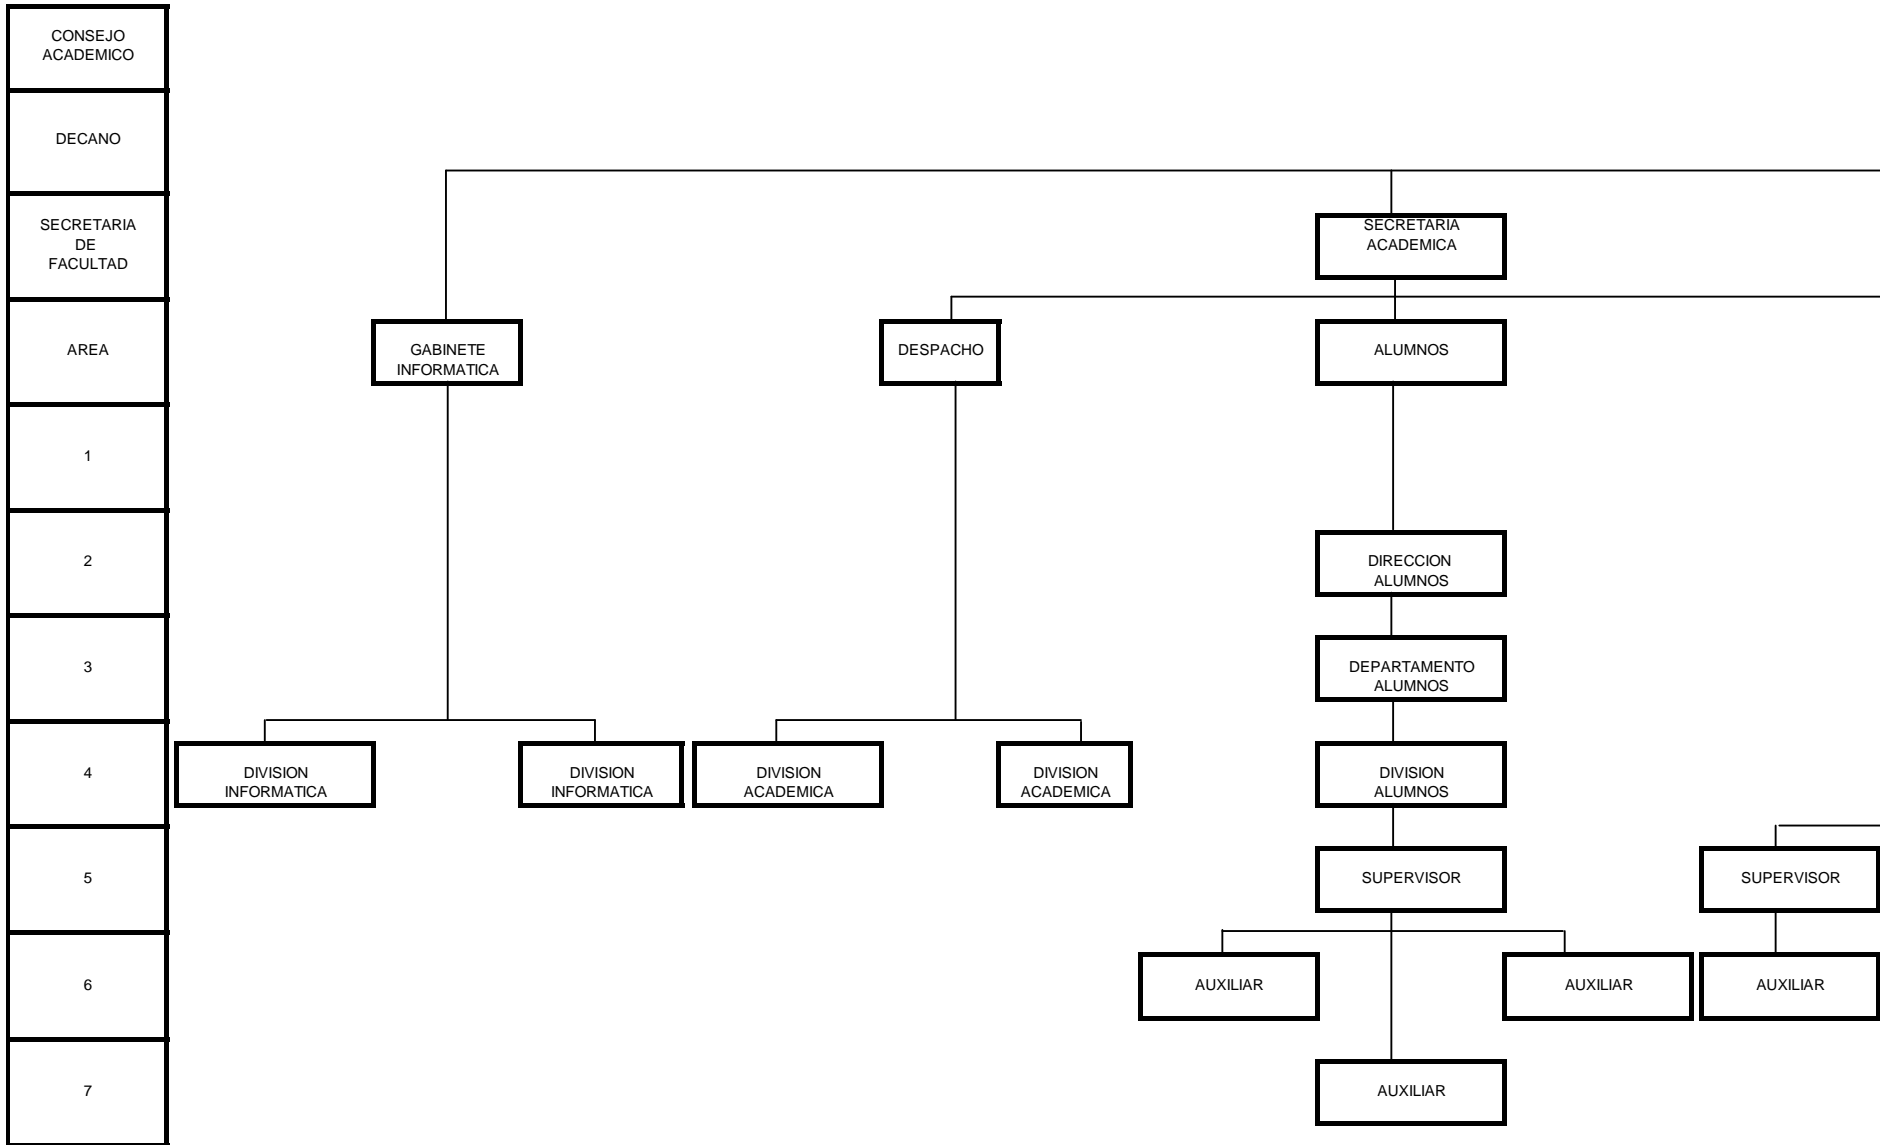 CONSEJO
ACADEMICO
DECANO
SECRETARIA
DE
FACULTAD
SECRETARIA
ACADEMICA
AREA
GABINETE
INFORMATICA
DESPACHO
ALUMNOS
1
2
DIRECCION
ALUMNOS
3
DEPARTAMENTO
ALUMNOS
4
DIVISION
INFORMATICA
DIVISION
INFORMATICA
DIVISION
ACADEMICA
DIVISION
ACADEMICA
DIVISION
ALUMNOS
5
SUPERVISOR
SUPERVISOR
6
AUXILIAR
AUXILIAR
AUXILIAR
7
AUXILIAR